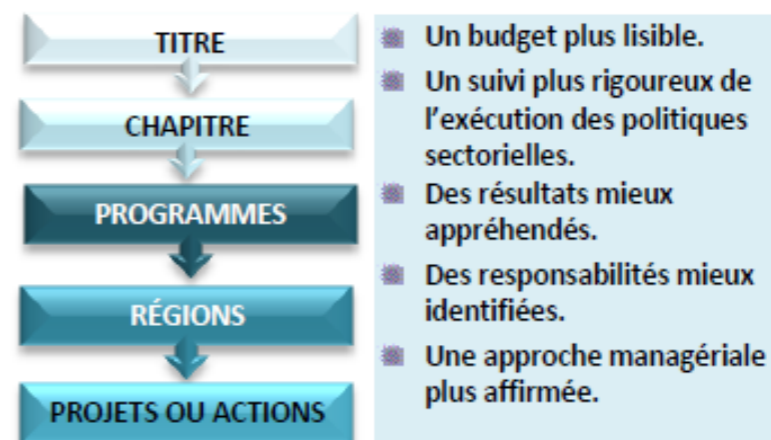 TITRE
CHAPITRE
PROGRAMMES
RÉGIONS
PROJETS OU ACTIONS
Un budget plus lisible.
Un suivi plus rigoureux de
l'exécution des politiques
sectorielles.
Des résultats mieux
appréhendés.
Des responsabilités mieux
identifiées.
Une approche managériale
plus affirmée.